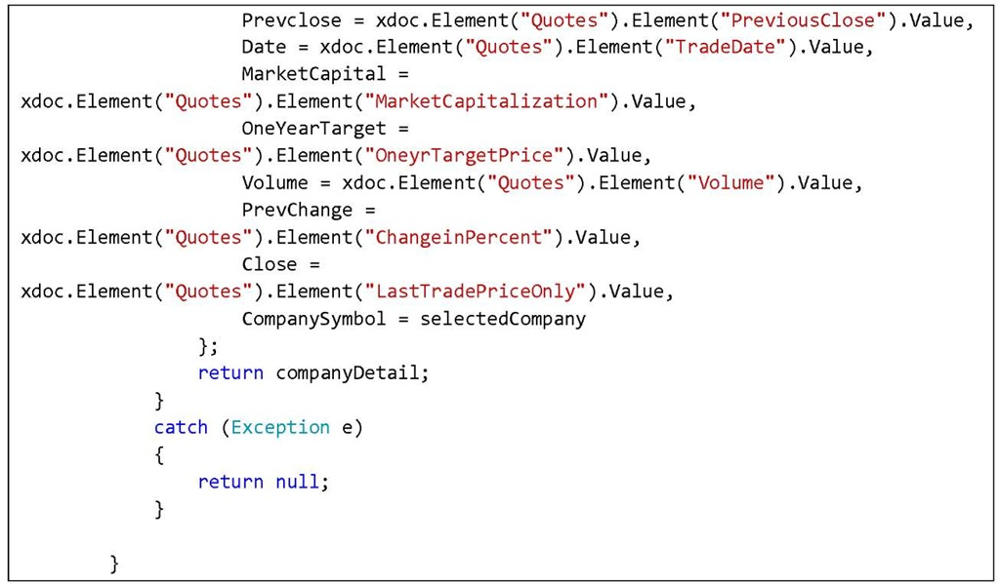 Prevclose = xdoc.Element("Quotes").Element("PreviousClose").Value,
Date = xdoc.Element("Quotes").Element("TradeDate").Value,
MarketCapital =
xdoc.Element("Quotes").Element("MarketCapitalization").Value,
OneYearTarget =
xdoc.Element("Quotes").Element("OneyrTargetPrice").Value,
Volume = xdoc.Element("Quotes").Element("Volume").Value,
PrevChange =
xdoc.Element("Quotes").Element("ChangeinPercent").Value,
Close =
xdoc.Element("Quotes").Element("LastTradePriceOnly").Value,
CompanySymbol = selectedCompany
};
return companyDetail;
}
catch (Exception e)
{
return null;
}
}